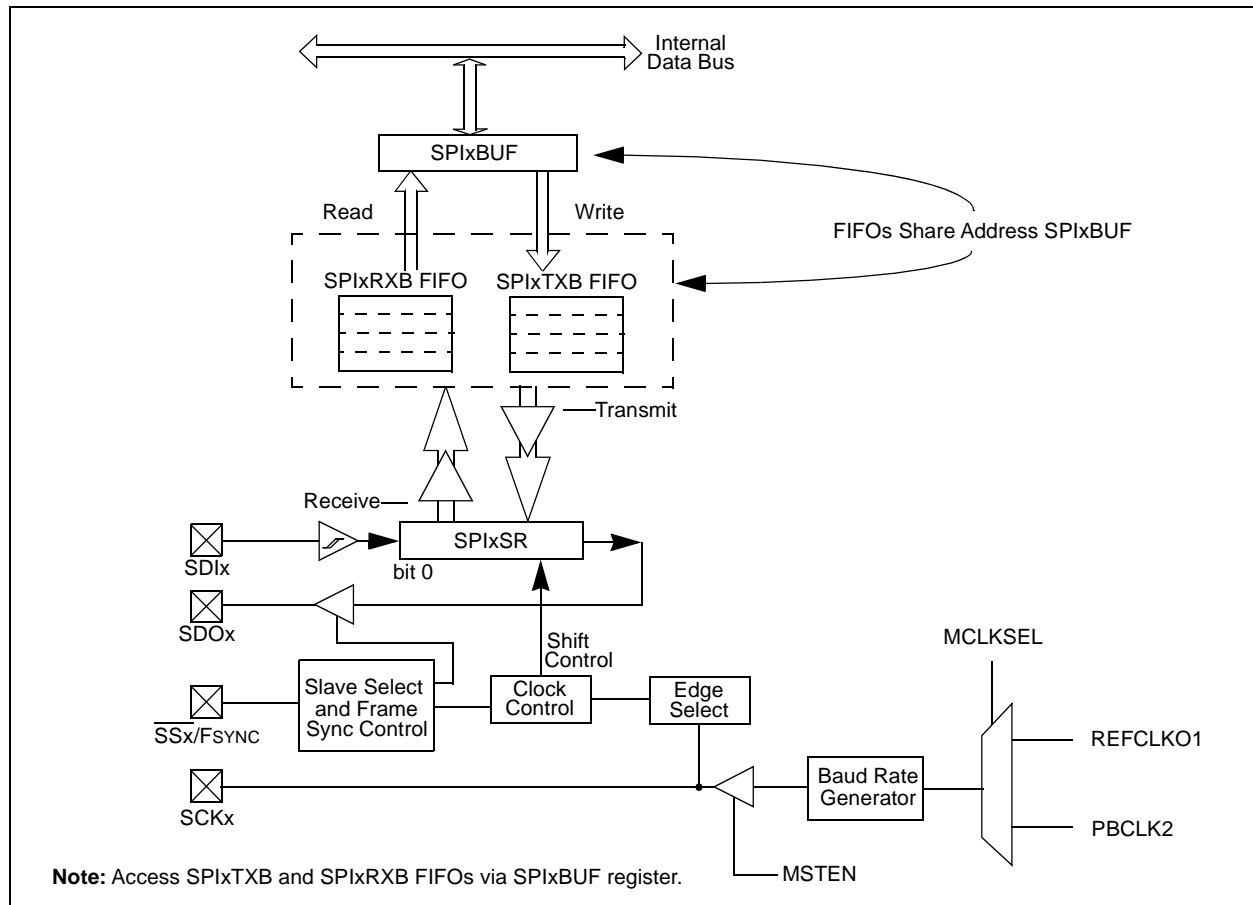 Internal
Data Bus
SPIxBUF
Read
Write
FIFOs Share Address SPIxBUF
SPIxRXB FIFO
SPIxTXB FIFO
Transmit
Receive
SPIxSR
SDIx
bit 0
SDOx
Shift
Control
MCLKSEL
Slave Select
and Frame
Sync Control
Clock
Control
Edge
Select
SSx/FSYNC
REFCLKO1
Baud Rate
Generator
SCKx
PBCLK2
MSTEN
Note: Access SPIxTXB and SPIxRXB FIFOs via SPIxBUF register.